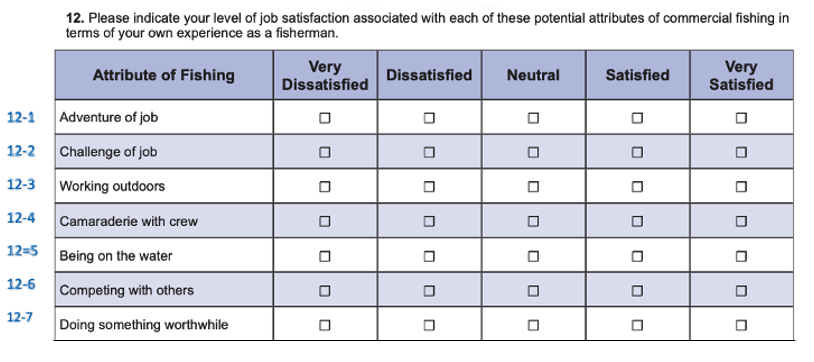 12. Please indicate your level of job satisfaction associated with each of these potential attributes of commercial fishing in
terms of your own experience as a fisherman.
Attribute of Fishing Very Dissatisfied Dissatisfied Neutral Satisfied Very Satisfied
12-1 Adventure of job ☐ ☐ ☐ ☐ ☐
12-2 Challenge of job ☐ ☐ ☐ ☐ ☐
12-3 Working outdoors ☐ ☐ ☐ ☐ ☐
12-4 Camaraderie with crew ☐ ☐ ☐ ☐ ☐
12=5 Being on the water ☐ ☐ ☐ ☐ ☐
12-6 Competing with others ☐ ☐ ☐ ☐ ☐
12-7 Doing something worthwhile ☐ ☐ ☐ ☐ ☐